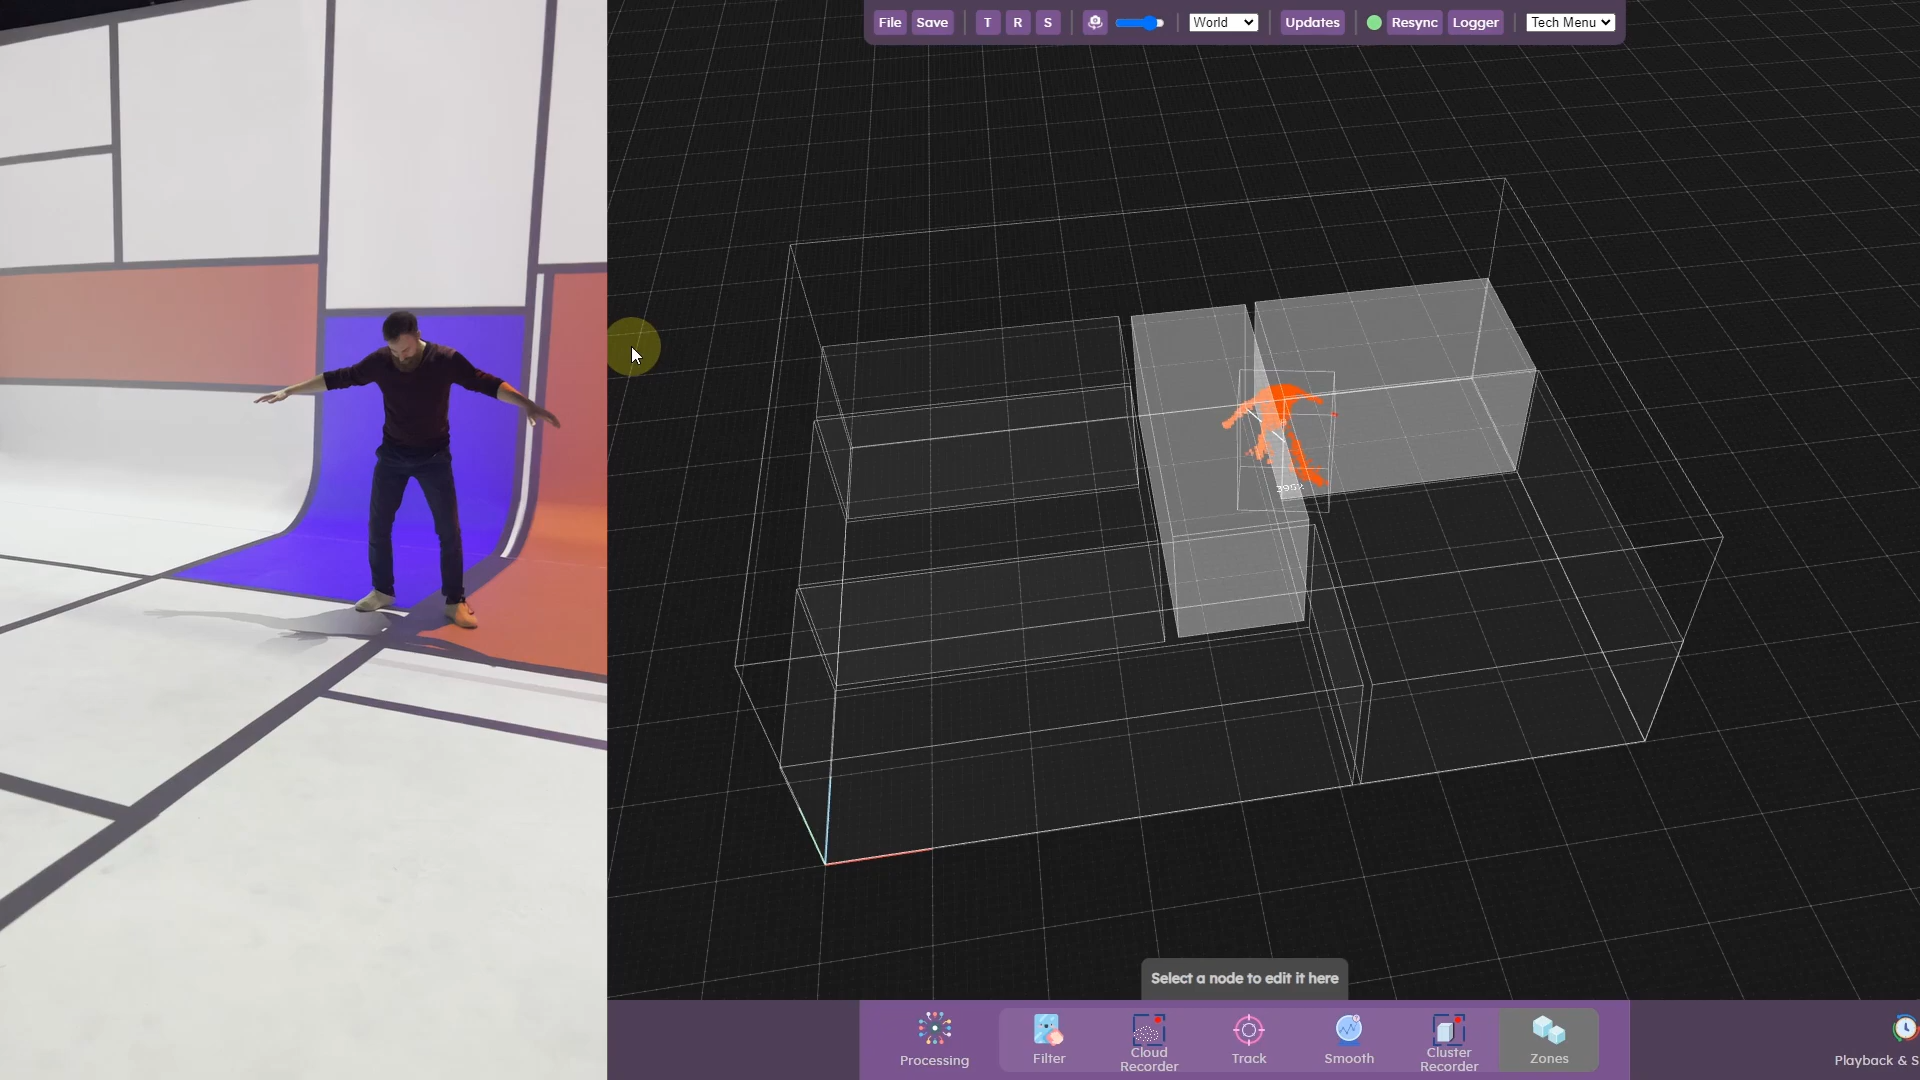 File Save T R S World Updates Resync Logger Tech Menu
Select a node to edit it here
Processing
Filter
Cloud
Recorder
Track
Smooth
Cluster
Recorder
Zones
Playback & S